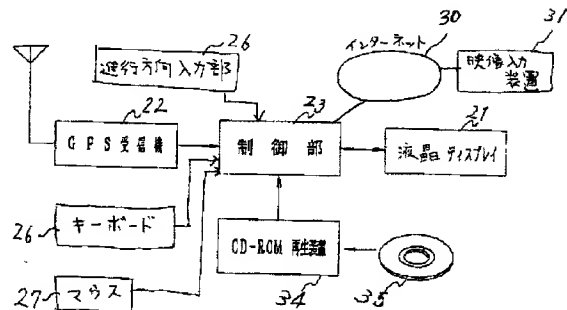 26
進行方向入力部
22
GPS受信機
26
キーボード
27
マウス
23
制御部
インターネット
30
映像入力
装置
31
21
液晶ディスプレイ
CD-ROM 再生装置
34
35